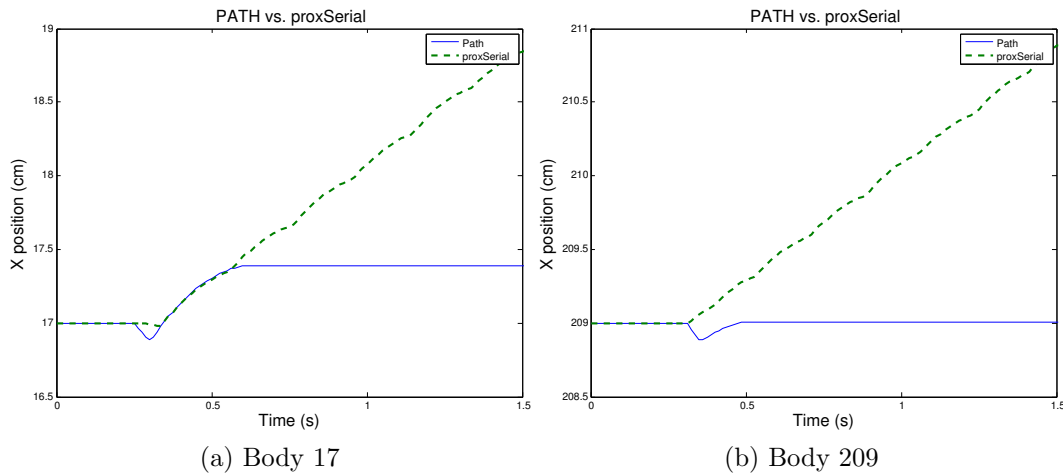 PATH vs. proxSerial
19
18.5
18
17.5
17
16.5
X position (cm)
Path
proxSerial
0
0.5
1
1.5
Time (s)
(a) Body 17
PATH vs. proxSerial
211
210.5
210
209.5
209
208.5
X position (cm)
Path
proxSerial
0
0.5
1
1.5
Time (s)
(b) Body 209